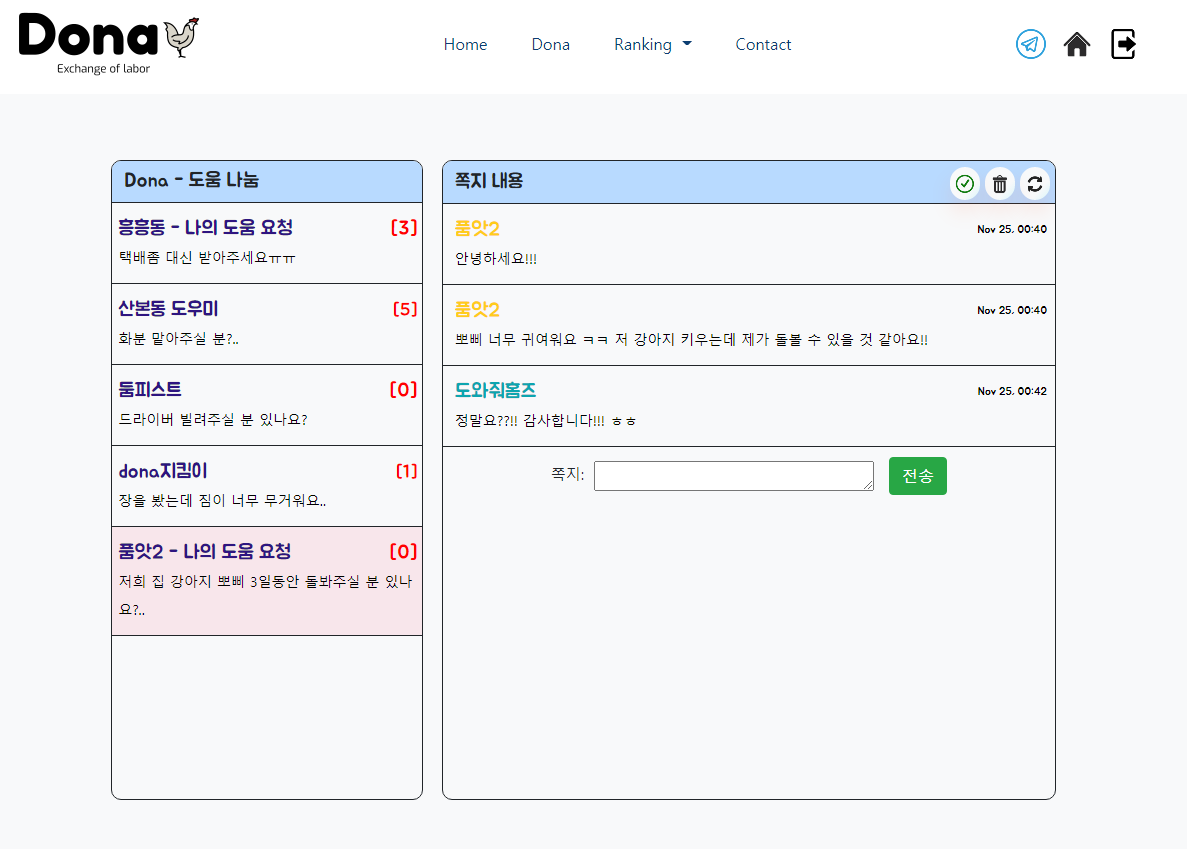 Dona
Exchange of labor
Home
Dona
Ranking
Contact
Dona - 도움 나눔
흥흥동 - 나의 도움 요청 [3]
택배좀 대신 받아주세요ㅠㅠ
산본동 도우미 [5]
화분 맡아주실 분?..
둠피스트 [0]
드라이버 빌려주실 분 있나요?
dona지킴이 [1]
장을 봤는데 짐이 너무 무거워요..
품앗2 - 나의 도움 요청 [0]
저희 집 강아지 뽀삐 3일동안 돌봐주실 분 있나
요?..
쪽지 내용
품앗2 Nov 25, 00:40
안녕하세요!!!
품앗2 Nov 25, 00:40
뽀삐 너무 귀여워요 ㅋㅋ 저 강아지 키우는데 제가 돌볼 수 있을 것 같아요!!
도와줘홈즈 Nov 25, 00:42
정말요??!! 감사합니다!!! ㅎㅎ
쪽지:
전송